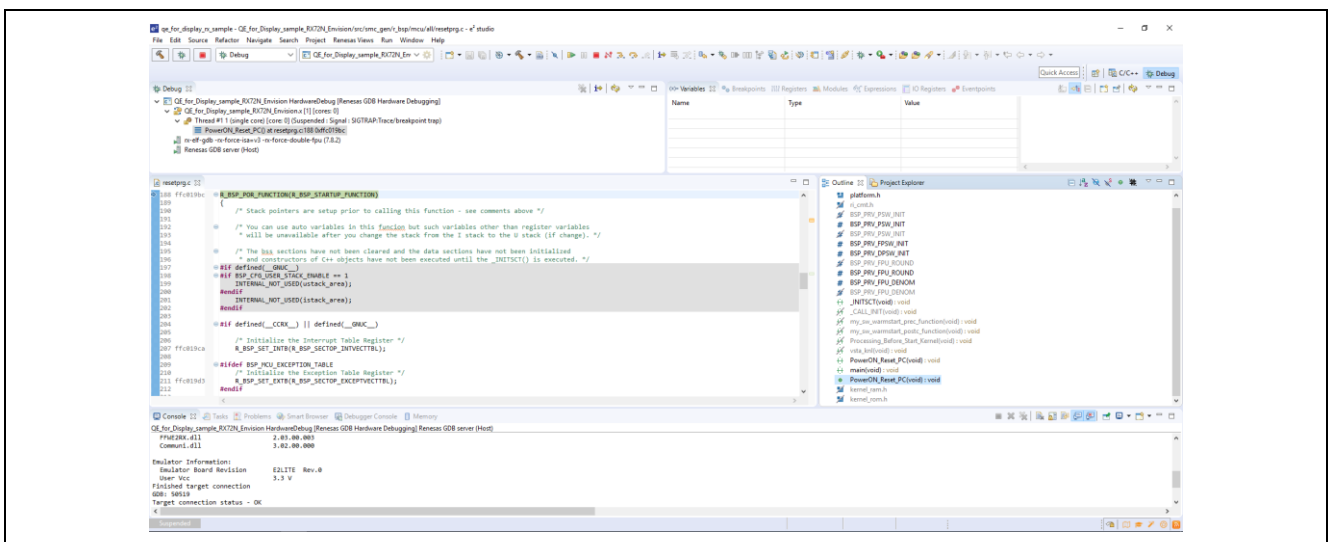 qe_for_display_rx_sample - QE_for_Display_sample_RX72N_Envision/src/smc_gen/r_bsp/mcu/all/resetprg.c - e² studio
File Edit Source Refactor Navigate Search Project Renesas Views Run Window Help
Debug
QE_for_Display_sample_RX72N_Env
Quick Access
C/C++
Debug
Debug
QE_for_Display_sample_RX72N_Envision HardwareDebug [Renesas GDB Hardware Debugging]
QE_for_Display_sample_RX72N_Envision.x [1] [cores: 0]
Thread #1 1 (single core) [core: 0] (Suspended : Signal : SIGTRAP:Trace/breakpoint trap)
PowerON_Reset_PC() at resetprg.c:188 0xffc019bc
rx-elf-gdb -rx-force-isa=v3 -rx-force-double-fpu (7.8.2)
Renesas GDB server (Host)
Variables Breakpoints Registers Modules Expressions IO Registers Eventpoints
Name Type Value
resetprg.c
188 ffc019bc R_BSP_POR_FUNCTION(R_BSP_STARTUP_FUNCTION)
189 {
190 /* Stack pointers are setup prior to calling this function - see comments above */
191
192 /* You can use auto variables in this funcion but such variables other than register variables
193 * will be unavailable after you change the stack from the I stack to the U stack (if change). */
194
195 /* The bss sections have not been cleared and the data sections have not been initialized
196 * and constructors of C++ objects have not been executed until the _INITSCT() is executed. */
197 #if defined(__GNUC__)
198 #if BSP_CFG_USER_STACK_ENABLE == 1
199 INTERNAL_NOT_USED(ustack_area);
200 #endif
201 INTERNAL_NOT_USED(istack_area);
202 #endif
203
204 #if defined(__CCRX__) || defined(__GNUC__)
205
206 /* Initialize the Interrupt Table Register */
207 ffc019ca R_BSP_SET_INTB(R_BSP_SECTOP_INTVECTTBL);
208
209 #ifdef BSP_MCU_EXCEPTION_TABLE
210 /* Initialize the Exception Table Register */
211 ffc019d3 R_BSP_SET_EXTB(R_BSP_SECTOP_EXCEPTVECTTBL);
212 #endif
Outline Project Explorer
platform.h
ri_cmt.h
BSP_PRV_PSW_INIT
BSP_PRV_PSW_INIT
BSP_PRV_FPSW_INIT
BSP_PRV_DPSW_INIT
BSP_PRV_FPU_ROUND
BSP_PRV_FPU_ROUND
BSP_PRV_FPU_DENOM
BSP_PRV_FPU_DENOM
_INITSCT(void) : void
_CALL_INIT(void) : void
my_sw_warmstart_prec_function(void) : void
my_sw_warmstart_postc_function(void) : void
Processing_Before_Start_Kernel(void) : void
vsta_knl(void) : void
PowerON_Reset_PC(void) : void
main(void) : void
PowerON_Reset_PC(void) : void
kernel_ram.h
kernel_rom.h
Console Tasks Problems Smart Browser Debugger Console Memory
QE_for_Display_sample_RX72N_Envision HardwareDebug [Renesas GDB Hardware Debugging] Renesas GDB server (Host)
FFWE2RX.dll 2.03.00.003
Communi.dll 3.02.00.000
Emulator Information:
Emulator Board Revision E2LITE Rev.0
User Vcc 3.3 V
Finished target connection
GDB: 50519
Target connection status - OK
Suspended